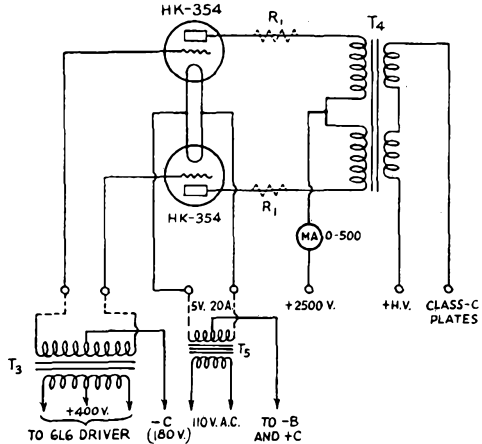 HK-354
R1
T4
HK-354
R1
MA 0-500
5V. 20A.
+2500 V.
+H.V.
CLASS-C
PLATES
T3
T5
+400V.
TO 6L6 DRIVER
-C
(180 V.)
110V. A.C.
TO -B
AND +C